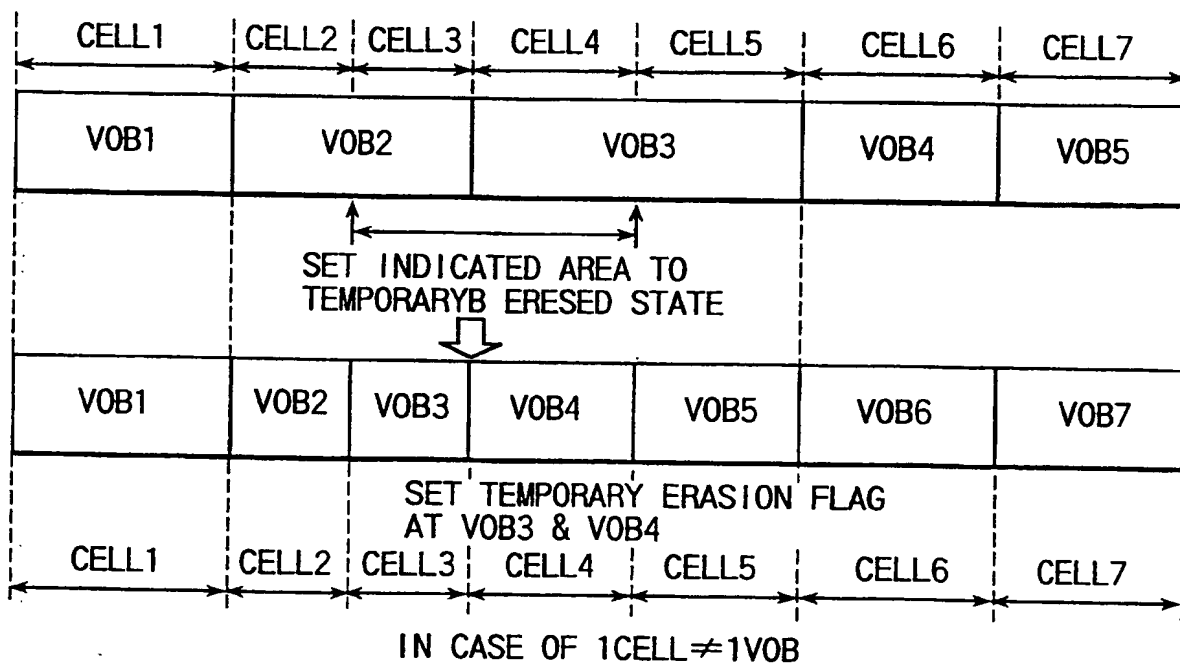 CELL1 CELL2 CELL3 CELL4 CELL5 CELL6 CELL7
VOB1 VOB2 VOB3 VOB4 VOB5
SET INDICATED AREA TO
TEMPORARYB ERESED STATE
VOB1 VOB2 VOB3 VOB4 VOB5 VOB6 VOB7
SET TEMPORARY ERASION FLAG
AT VOB3 & VOB4
CELL1 CELL2 CELL3 CELL4 CELL5 CELL6 CELL7
IN CASE OF 1CELL≠1VOB